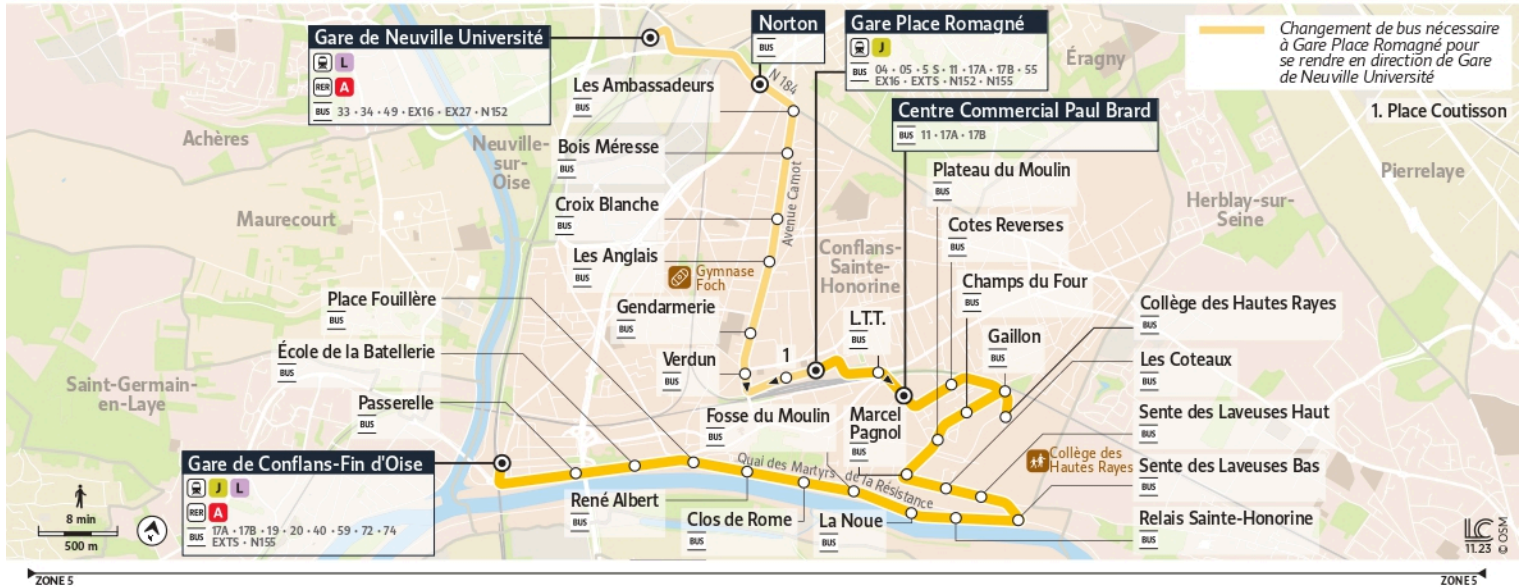 Gare de Neuville Université
L
RER A
BUS 33 • 34 • 49 • EX16 • EX27 • N152
Norton
BUS
Gare Place Romagné
J
BUS 04 • 05 • 5 S • 11 • 17A • 17B • 55
EX16 • EXTS • N152 • N155
Centre Commercial Paul Brard
BUS 11 • 17A • 17B
Changement de bus nécessaire
à Gare Place Romagné pour
se rendre en direction de Gare
de Neuville Université
1. Place Coutisson
N 184
Éragny
Achères
Neuville-
sur-
Oise
Maurecourt
Pierrelaye
Herblay-sur-
Seine
Conflans-
Sainte-
Honorine
Saint-Germain-
en-Laye
Les Ambassadeurs
BUS
Bois Méresse
BUS
Croix Blanche
BUS
Les Anglais
BUS
Avenue Carnot
Gymnase
Foch
Gendarmerie
BUS
Verdun
BUS
1
L.T.T.
BUS
Plateau du Moulin
BUS
Cotes Reverses
BUS
Champs du Four
BUS
Gaillon
BUS
Collège des Hautes Rayes
BUS
Les Coteaux
BUS
Sente des Laveuses Haut
BUS
Collège des
Hautes Rayes
Sente des Laveuses Bas
BUS
Relais Sainte-Honorine
BUS
Marcel
Pagnol
BUS
Fosse du Moulin
BUS
Quai des Martyrs de la Résistance
La Noue
BUS
Clos de Rome
BUS
René Albert
BUS
Place Fouillère
BUS
École de la Batellerie
BUS
Passerelle
BUS
Gare de Conflans-Fin d'Oise
J L
RER A
BUS 17A • 17B • 19 • 20 • 40 • 59 • 72 • 74
EXTS • N155
8 min
500 m
LC
11.23
© OSM
ZONE 5
ZONE 5